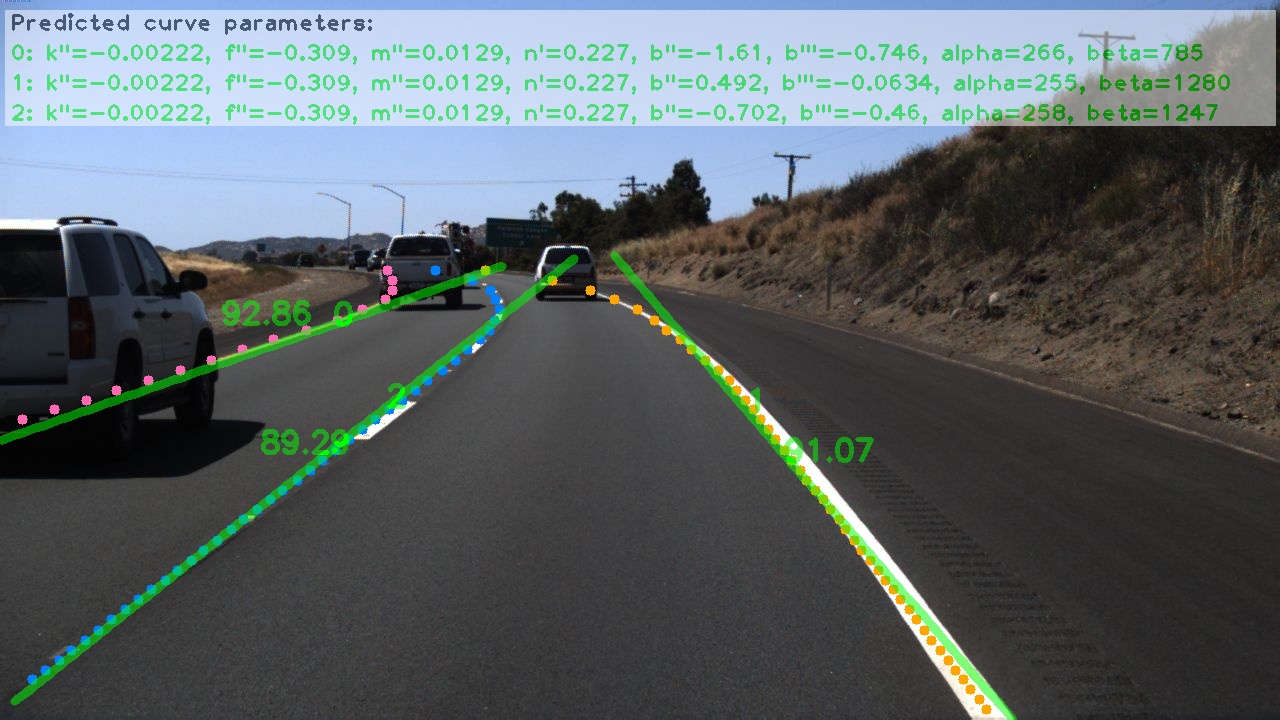 Predicted curve parameters:
0: k''=-0.00222, f''=-0.309, m''=0.0129, n'=0.227, b''=-1.61, b'''=-0.746, alpha=266, beta=785
1: k''=-0.00222, f''=-0.309, m''=0.0129, n'=0.227, b''=0.492, b'''=-0.0634, alpha=255, beta=1280
2: k''=-0.00222, f''=-0.309, m''=0.0129, n'=0.227, b''=-0.702, b'''=-0.46, alpha=258, beta=1247
92.86 0
2 1
89.29 91.07